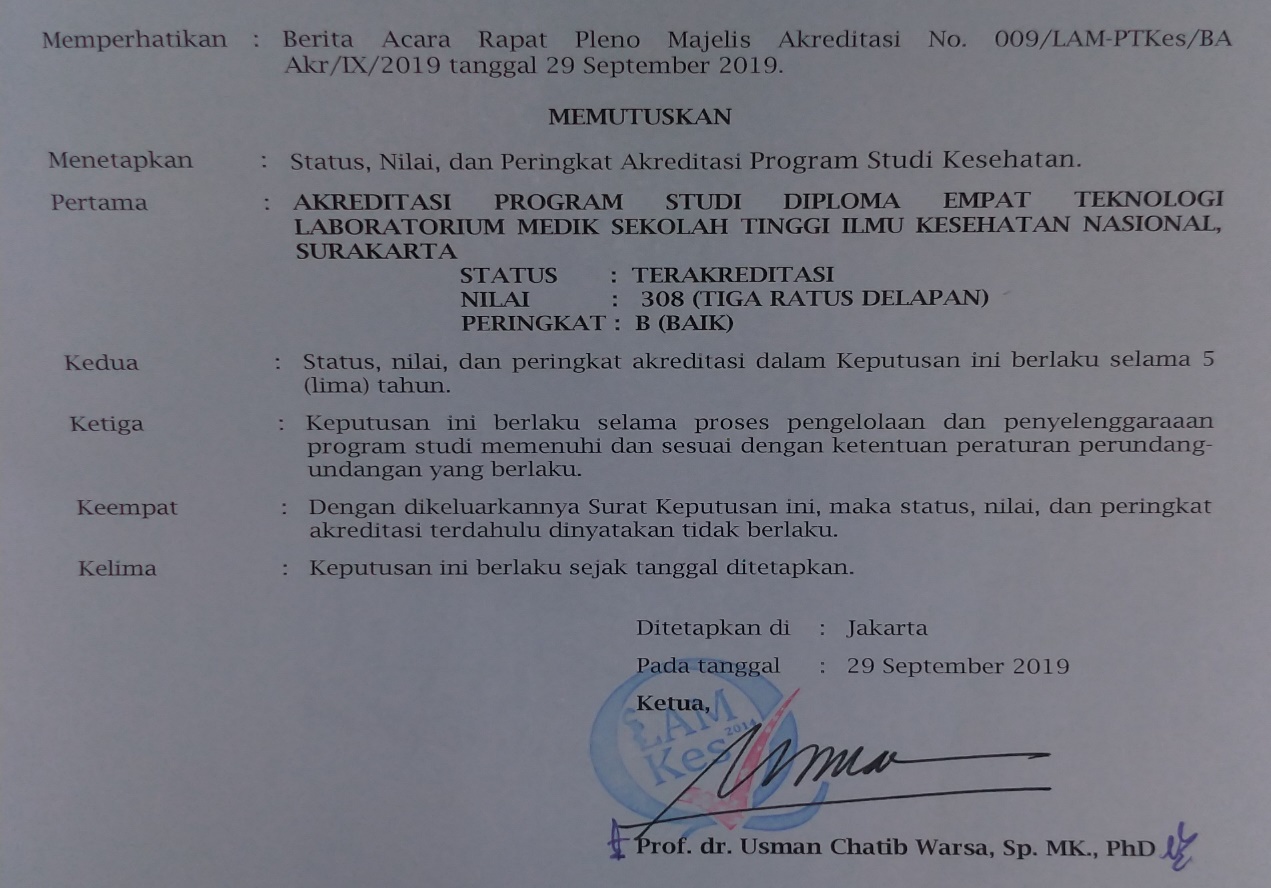 Memperhatikan : Berita Acara Rapat Pleno Majelis Akreditasi No. 009/LAM-PTKes/BA
Akr/IX/2019 tanggal 29 September 2019.
MEMUTUSKAN
Menetapkan : Status, Nilai, dan Peringkat Akreditasi Program Studi Kesehatan.
Pertama : AKREDITASI PROGRAM STUDI DIPLOMA EMPAT TEKNOLOGI
LABORATORIUM MEDIK SEKOLAH TINGGI ILMU KESEHATAN NASIONAL,
SURAKARTA
STATUS : TERAKREDITASI
NILAI : 308 (TIGA RATUS DELAPAN)
PERINGKAT : B (BAIK)
Kedua : Status, nilai, dan peringkat akreditasi dalam Keputusan ini berlaku selama 5
(lima) tahun.
Ketiga : Keputusan ini berlaku selama proses pengelolaan dan penyelenggaraaan
program studi memenuhi dan sesuai dengan ketentuan peraturan perundang-
undangan yang berlaku.
Keempat : Dengan dikeluarkannya Surat Keputusan ini, maka status, nilai, dan peringkat
akreditasi terdahulu dinyatakan tidak berlaku.
Kelima : Keputusan ini berlaku sejak tanggal ditetapkan.
Ditetapkan di : Jakarta
Pada tanggal : 29 September 2019
Ketua,
LAM
2014
Kes
Prof. dr. Usman Chatib Warsa, Sp. MK., PhD